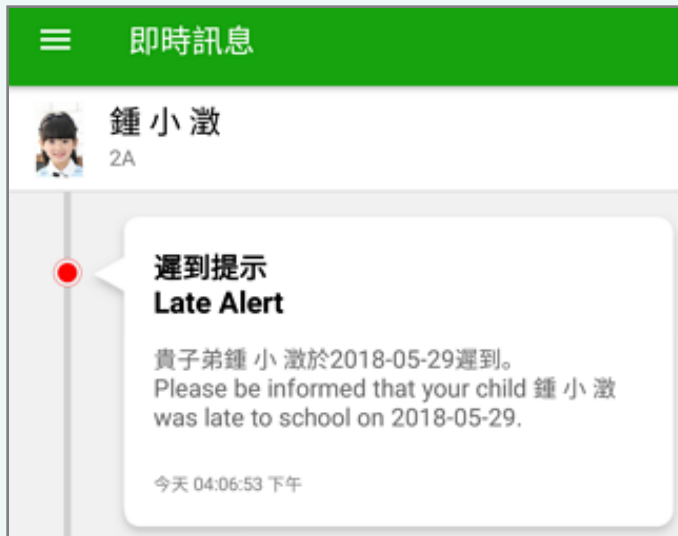 即時訊息
鍾 小 澂
2A
遲到提示
Late Alert
貴子弟鍾 小 澂於2018-05-29遲到。
Please be informed that your child 鍾 小 澂
was late to school on 2018-05-29.
今天 04:06:53 下午